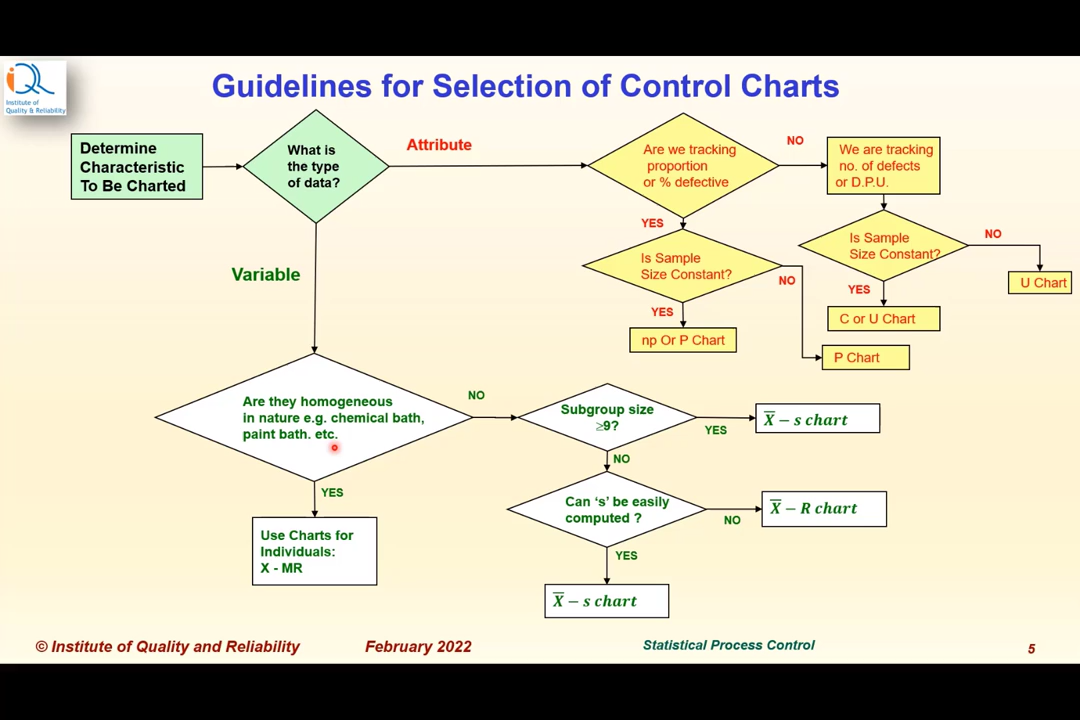 iQR
Institute of
Quality & Reliability
Guidelines for Selection of Control Charts
Determine
Characteristic
To Be Charted
What is
the type
of data?
Attribute
Are we tracking
proportion
or % defective
NO
We are tracking
no. of defects
or D.P.U.
YES
Is Sample
Size Constant?
NO
YES
np Or P Chart
P Chart
Is Sample
Size Constant?
NO
U Chart
YES
C or U Chart
Variable
Are they homogeneous
in nature e.g. chemical bath,
paint bath. etc.
NO
Subgroup size
≥9?
YES
X̅ – s chart
NO
Can ‘s’ be easily
computed ?
NO
X̅ – R chart
YES
X̅ – s chart
YES
Use Charts for
Individuals:
X - MR
© Institute of Quality and Reliability
February 2022
Statistical Process Control
5